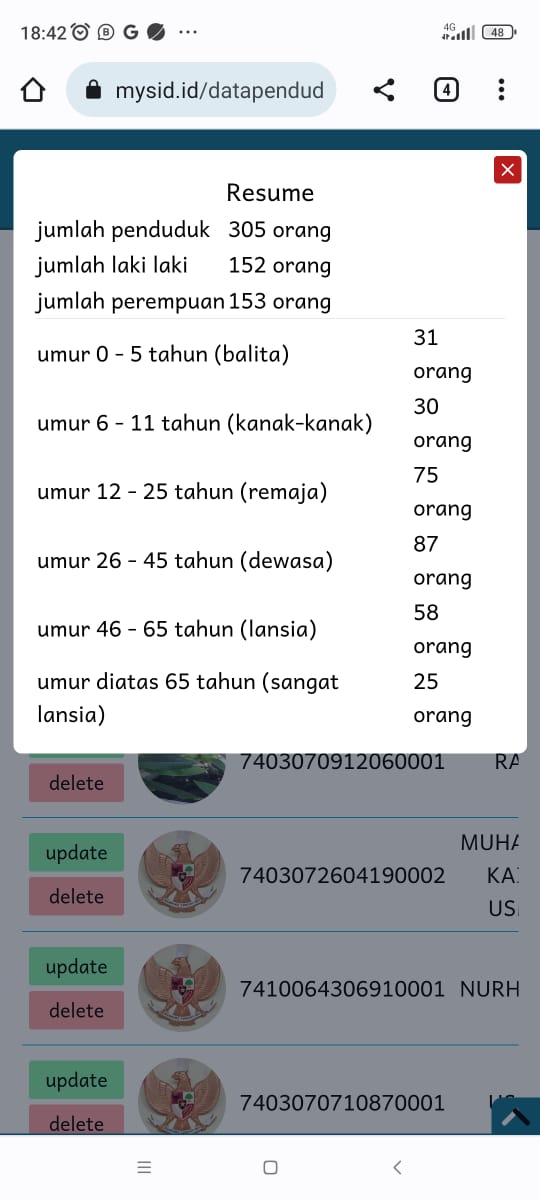 18:42
4G
48
mysid.id/datapendud
4
Resume
jumlah penduduk 305 orang
jumlah laki laki 152 orang
jumlah perempuan 153 orang
umur 0 - 5 tahun (balita) 31 orang
umur 6 - 11 tahun (kanak-kanak) 30 orang
umur 12 - 25 tahun (remaja) 75 orang
umur 26 - 45 tahun (dewasa) 87 orang
umur 46 - 65 tahun (lansia) 58 orang
umur diatas 65 tahun (sangat lansia) 25 orang
delete
7403070912060001 RA
update
delete
7403072604190002
MUHA
KA
US
update
delete
7410064306910001 NURH
update
delete
7403070710870001